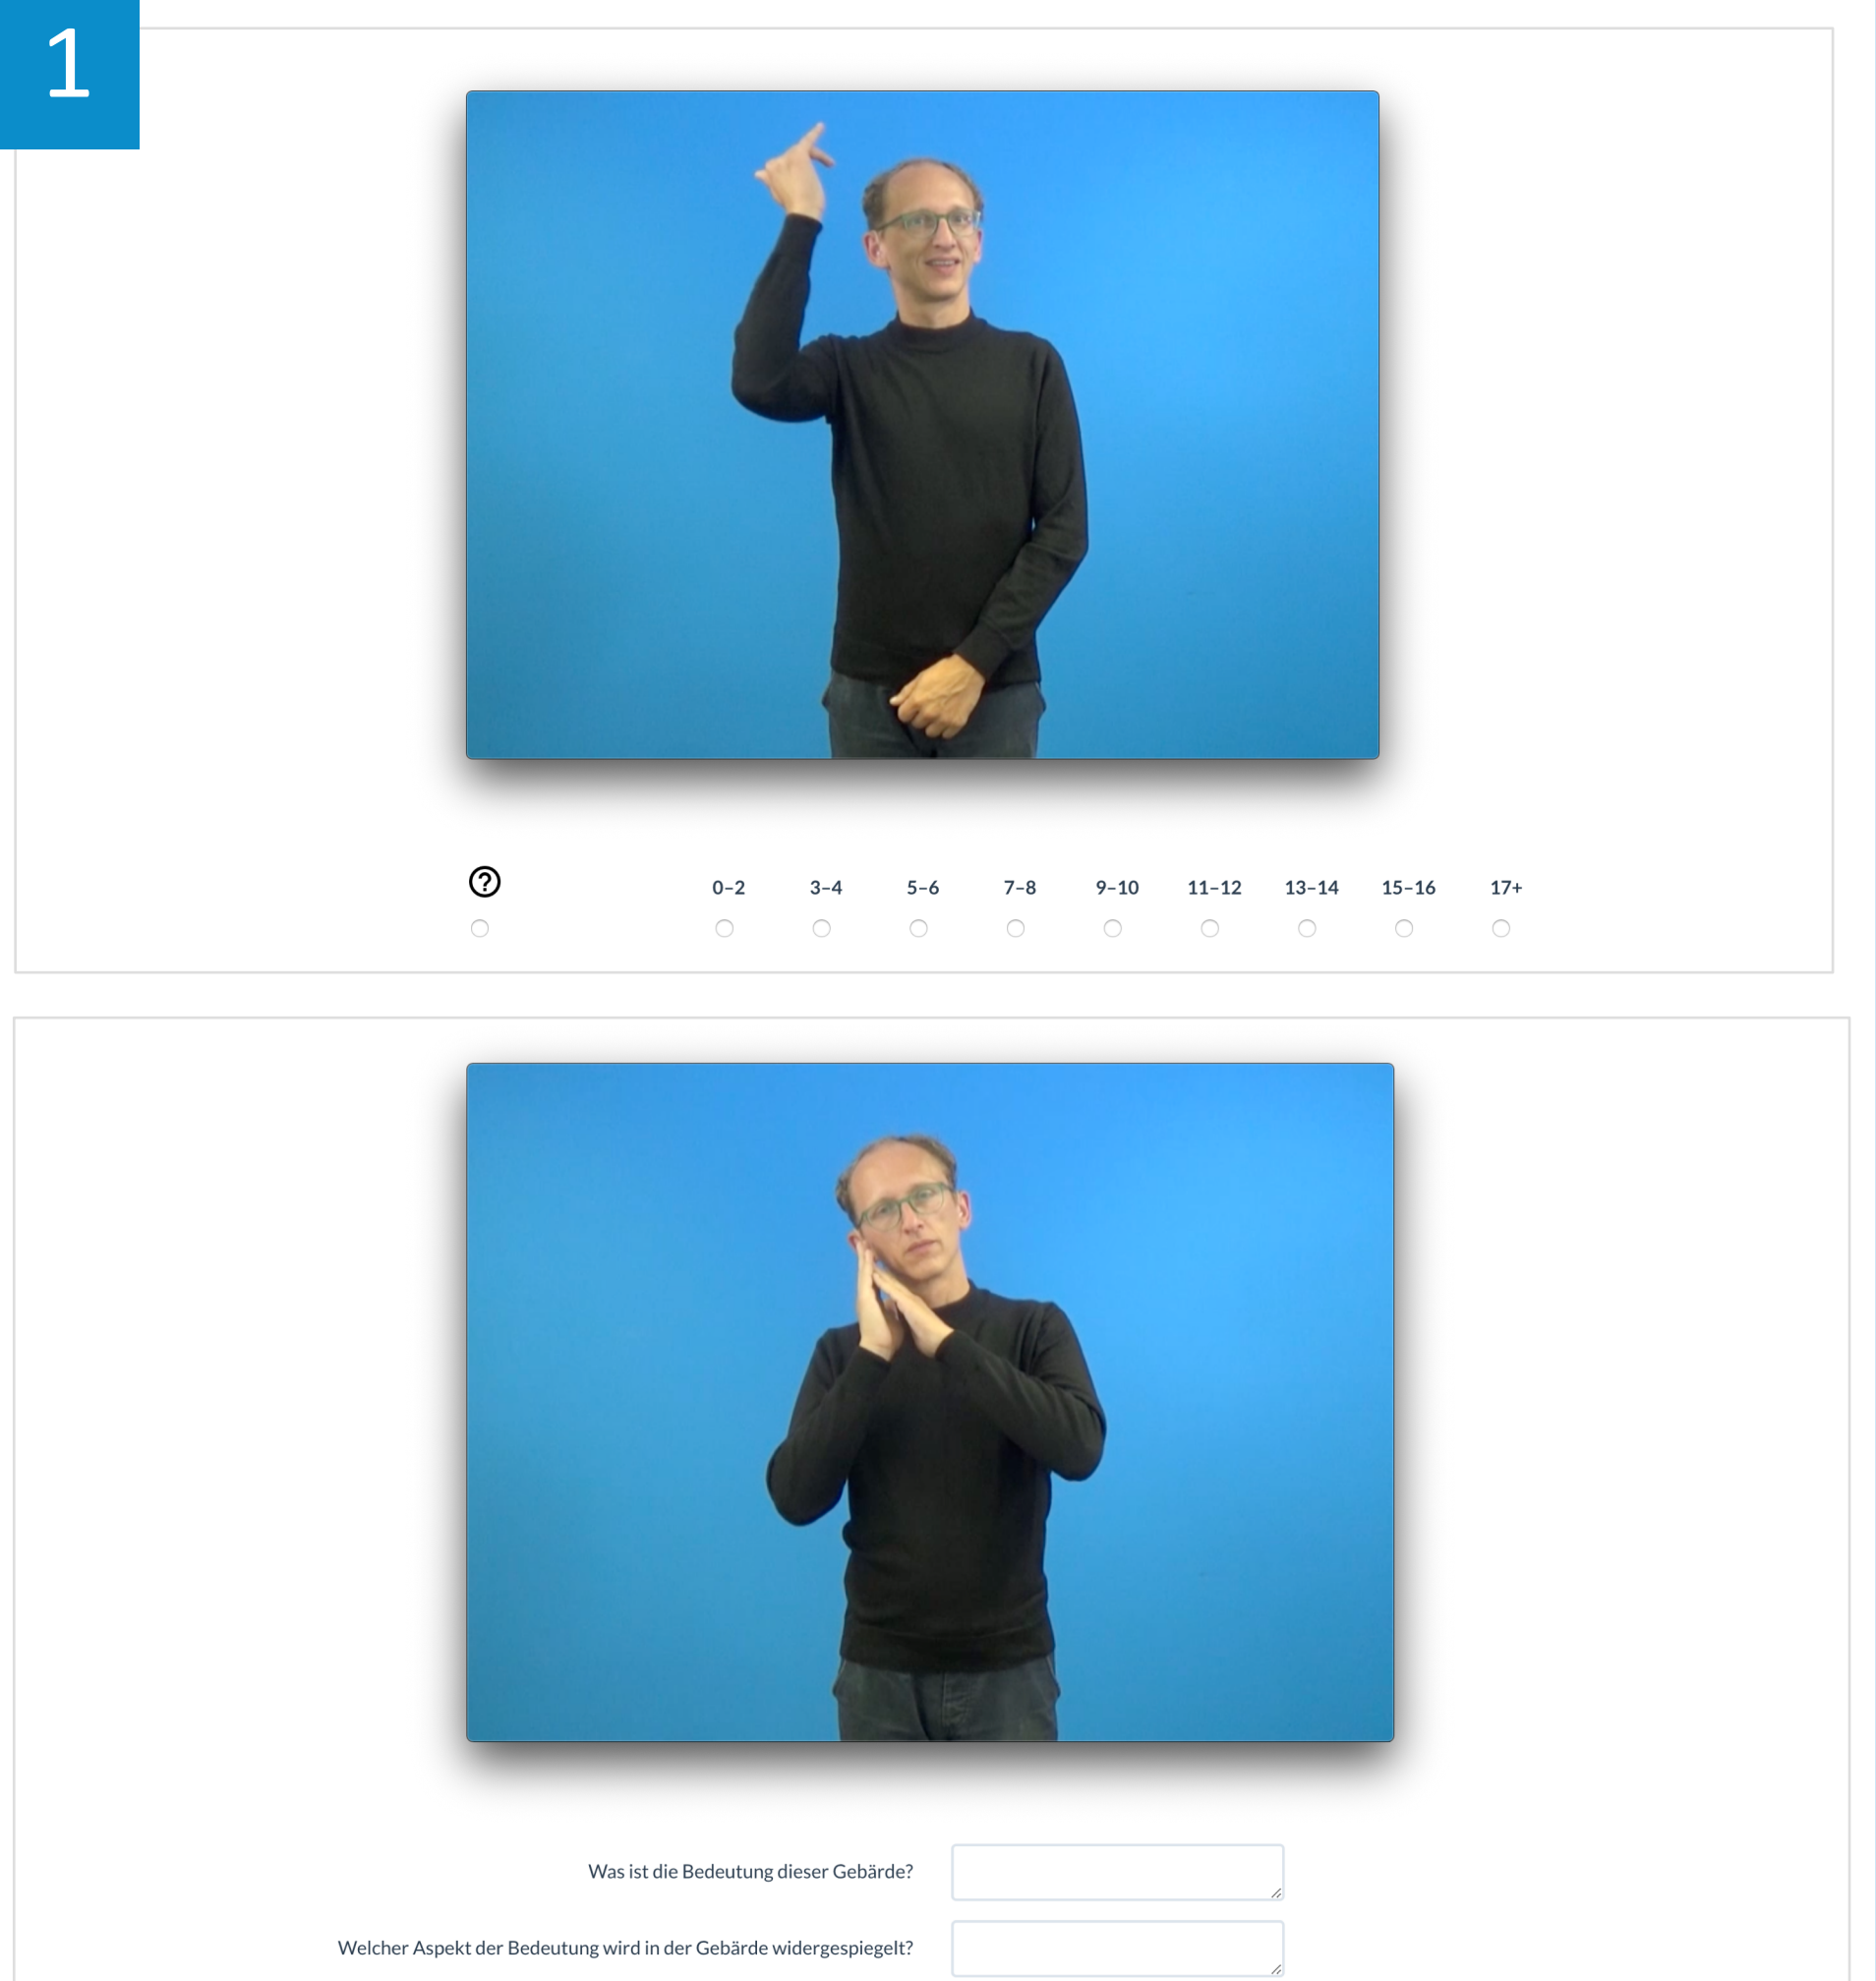 1
?
0–2 3–4 5–6 7–8 9–10 11–12 13–14 15–16 17+
Was ist die Bedeutung dieser Gebärde?
Welcher Aspekt der Bedeutung wird in der Gebärde widergespiegelt?